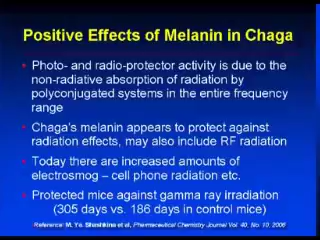 Positive Effects of Melanin in Chaga
• Photo- and radio-protector activity is due to the
non-radiative absorption of radiation by
polyconjugated systems in the entire frequency
range
• Chaga's melanin appears to protect against
radiation effects, may also include RF radiation
• Today there are increased amounts of
electrosmog – cell phone radiation etc.
• Protected mice against gamma ray irradiation
(305 days vs. 186 days in control mice)
Reference: M. Ye. Shashkina et al, Pharmaceutical Chemistry Journal Vol. 40, No. 10, 2006